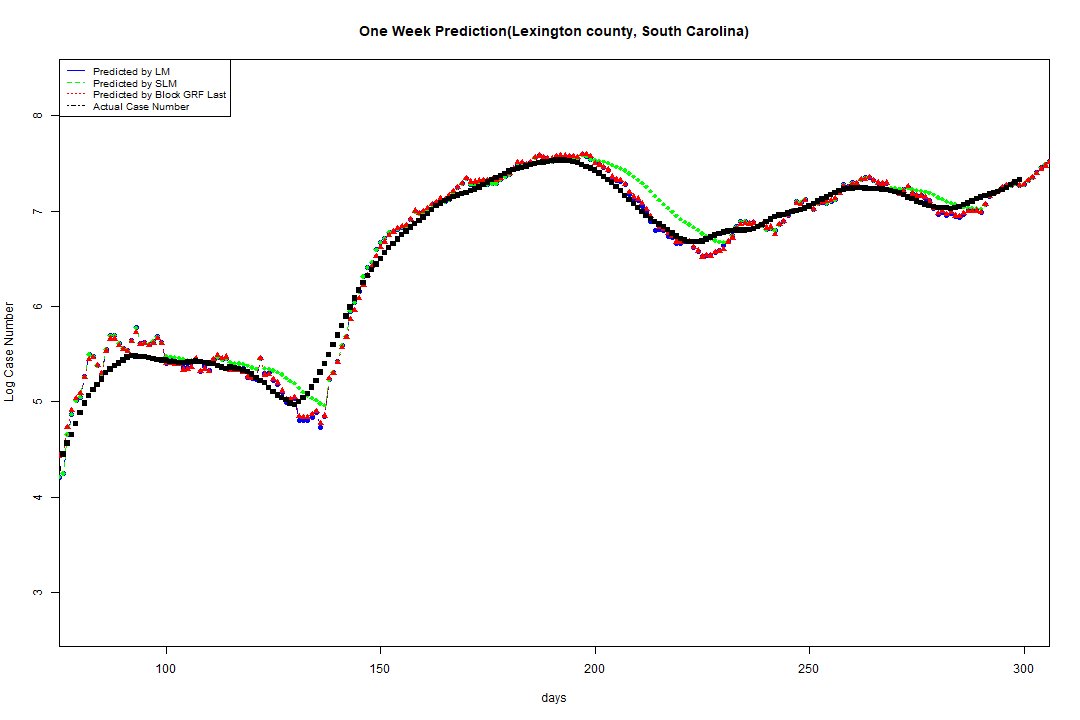 One Week Prediction(Lexington county, South Carolina)
Predicted by LM
Predicted by SLM
Predicted by Block GRF Last
Actual Case Number
8
7
6
5
4
3
Log Case Number
100 150 200 250 300
days